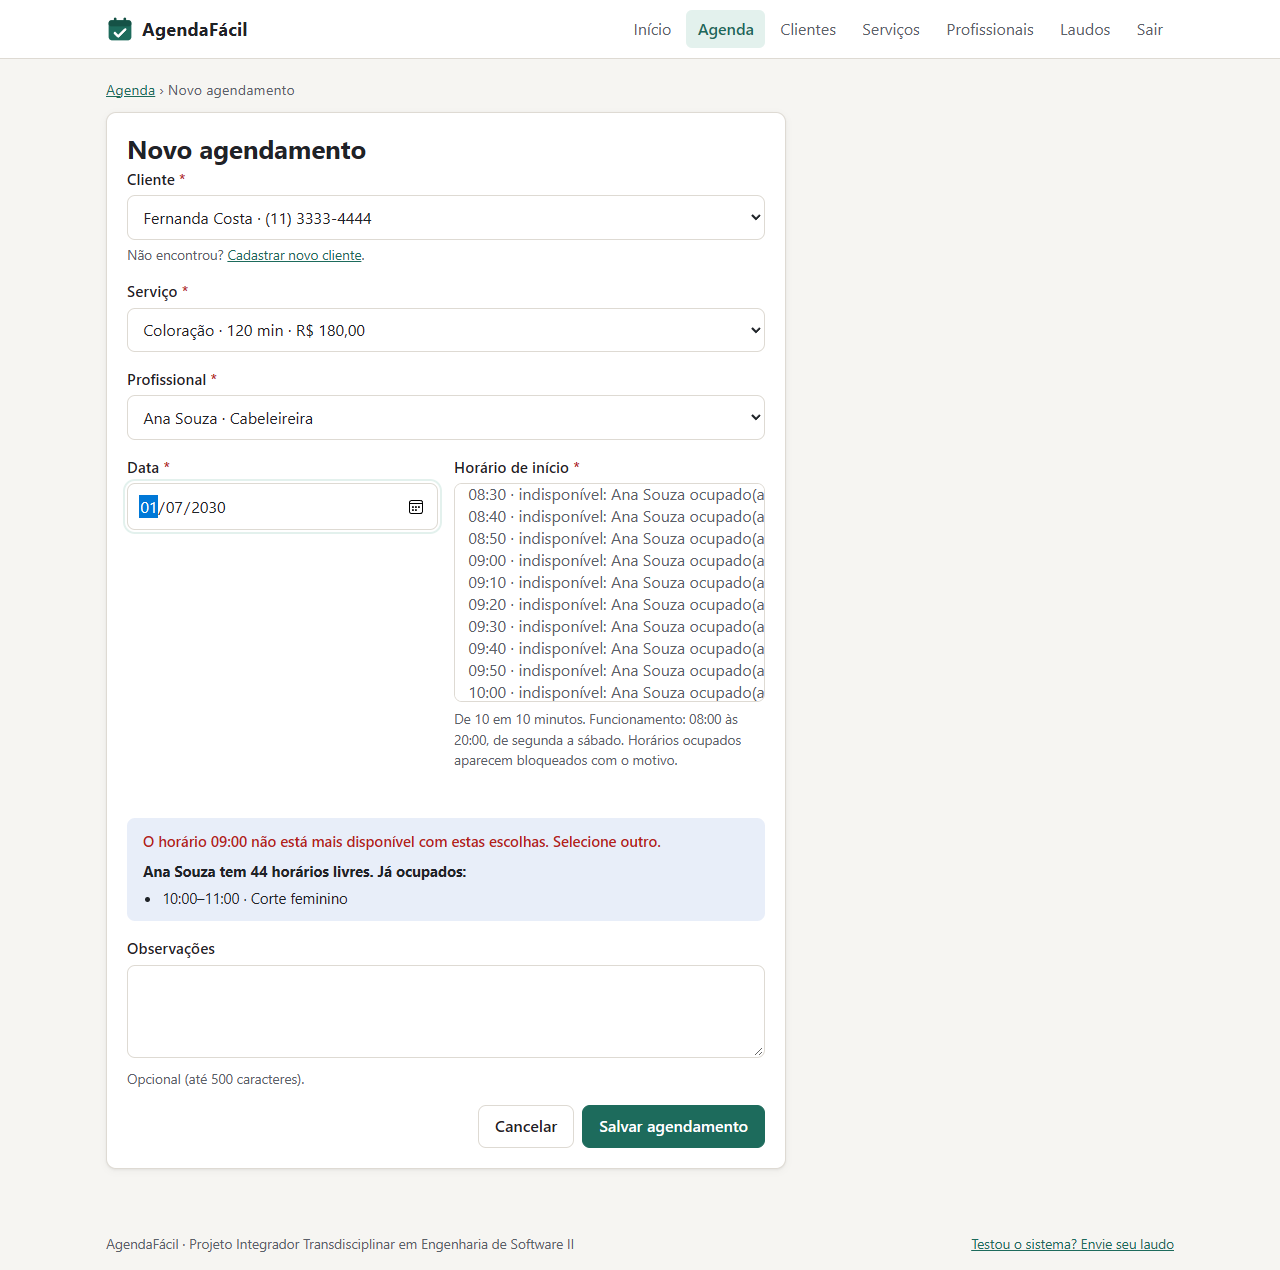 AgendaFácil
Início
Agenda
Clientes
Serviços
Profissionais
Laudos
Sair
Agenda › Novo agendamento
Novo agendamento
Cliente *
Fernanda Costa · (11) 3333-4444
Não encontrou? Cadastrar novo cliente.
Serviço *
Coloração · 120 min · R$ 180,00
Profissional *
Ana Souza · Cabeleireira
Data *
01/07/2030
Horário de início *
08:30 · indisponível: Ana Souza ocupado(a
08:40 · indisponível: Ana Souza ocupado(a
08:50 · indisponível: Ana Souza ocupado(a
09:00 · indisponível: Ana Souza ocupado(a
09:10 · indisponível: Ana Souza ocupado(a
09:20 · indisponível: Ana Souza ocupado(a
09:30 · indisponível: Ana Souza ocupado(a
09:40 · indisponível: Ana Souza ocupado(a
09:50 · indisponível: Ana Souza ocupado(a
10:00 · indisponível: Ana Souza ocupado(a
De 10 em 10 minutos. Funcionamento: 08:00 às
20:00, de segunda a sábado. Horários ocupados
aparecem bloqueados com o motivo.
O horário 09:00 não está mais disponível com estas escolhas. Selecione outro.
Ana Souza tem 44 horários livres. Já ocupados:
• 10:00–11:00 · Corte feminino
Observações
Opcional (até 500 caracteres).
Cancelar
Salvar agendamento
AgendaFácil · Projeto Integrador Transdisciplinar em Engenharia de Software II
Testou o sistema? Envie seu laudo